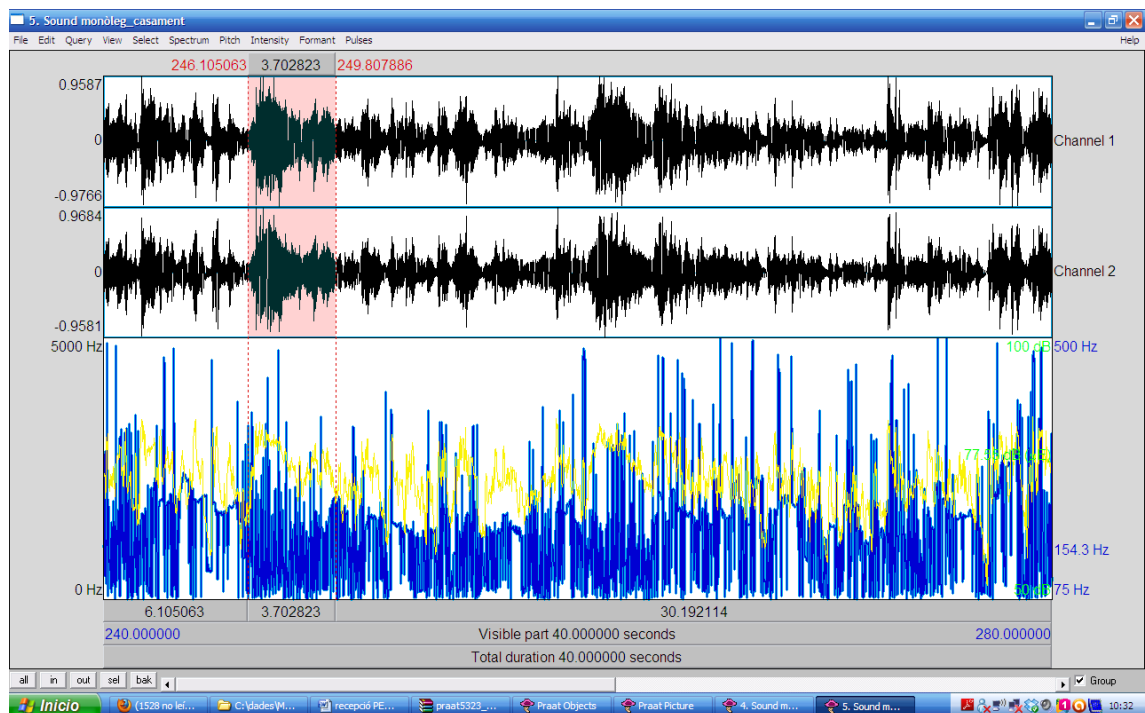 5. Sound monòleg_casament
File Edit Query View Select Spectrum Pitch Intensity Formant Pulses Help
246.105063 3.702823 249.807886
0.9587
0
Channel 1
-0.9766
0.9684
0
Channel 2
-0.9581
5000 Hz 100 dB 500 Hz
154.3 Hz
0 Hz 50 dB 75 Hz
6.105063 3.702823 30.192114
240.000000 Visible part 40.000000 seconds 280.000000
Total duration 40.000000 seconds
all in out sel bak Group
Inicio (1528 no leí... C:\dades\M... recepció PE... praat5323_... Praat Objects Praat Picture 4. Sound m... 5. Sound m... 10:32